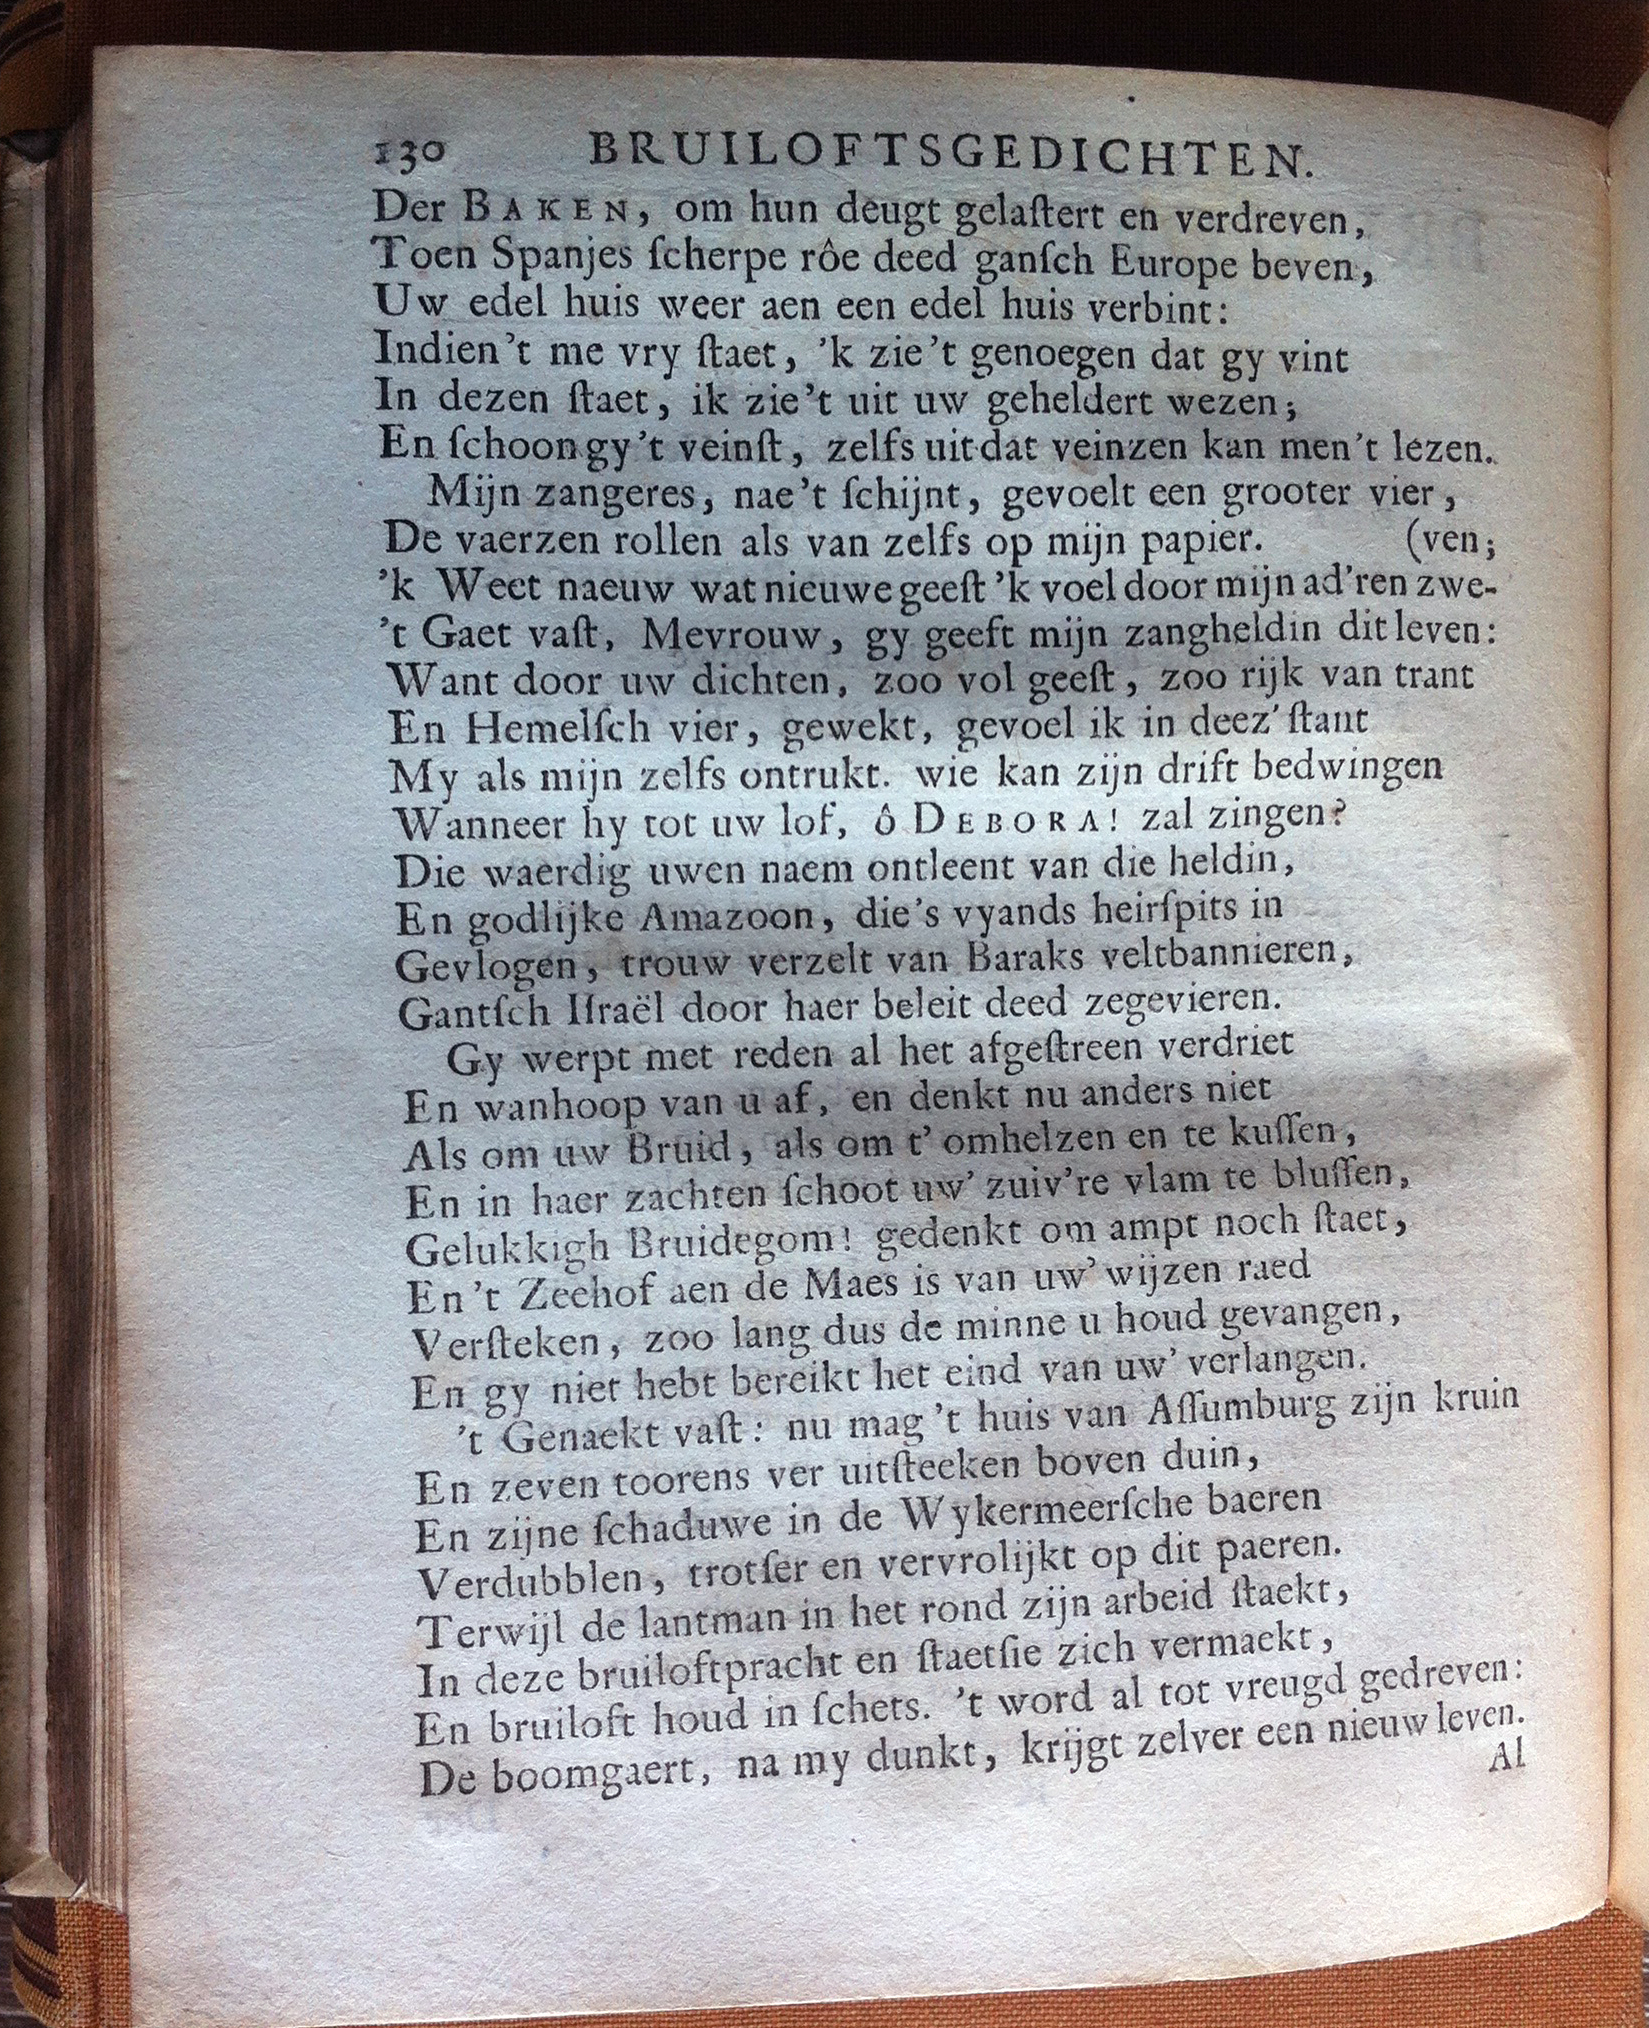 130 BRUILOFTSGEDICHTEN.
Der BAKEN, om hun deugt gelaſtert en verdreven,
Toen Spanjes ſcherpe rôe deed ganſch Europe beven,
Uw edel huis weer aen een edel huis verbint:
Indien't me vry ſtaet, 'k zie't genoegen dat gy vint
In dezen ſtaet, ik zie't uit uw geheldert wezen;
En ſchoon gy't veinſt, zelfs uit dat veinzen kan men't lezen.
Mijn zangeres, nae't ſchijnt, gevoelt een grooter vier,
De vaerzen rollen als van zelfs op mijn papier. (ven;
'k Weet naeuw wat nieuwe geeſt 'k voel door mijn ad'ren zwe-
't Gaet vaſt, Mevrouw, gy geeft mijn zangheldin dit leven:
Want door uw dichten, zoo vol geeſt, zoo rijk van trant
En Hemelſch vier, gewekt, gevoel ik in deez' ſtant
My als mijn zelfs ontrukt. wie kan zijn drift bedwingen
Wanneer hy tot uw lof, ô DEBORA! zal zingen?
Die waerdig uwen naem ontleent van die heldin,
En godlijke Amazoon, die's vyands heirſpits in
Gevlogen, trouw verzelt van Baraks veltbannieren,
Gantſch Iſraël door haer beleit deed zegevieren.
Gy werpt met reden al het afgeſtreen verdriet
En wanhoop van u af, en denkt nu anders niet
Als om uw Bruid, als om t' omhelzen en te kuſſen,
En in haer zachten ſchoot uw' zuiv're vlam te bluſſen,
Gelukkigh Bruidegom! gedenkt om ampt noch ſtaet,
En't Zeehof aen de Maes is van uw' wijzen raed
Verſteken, zoo lang dus de minne u houd gevangen,
En gy niet hebt bereikt het eind van uw' verlangen.
't Genaekt vaſt: nu mag 't huis van Aſſumburg zijn kruin
En zeven toorens ver uitſteeken boven duin,
En zijne ſchaduwe in de Wykermeerſche baeren
Verdubblen, trotſer en vervrolijkt op dit paeren.
Terwijl de lantman in het rond zijn arbeid ſtaekt,
In deze bruiloftpracht en ſtaetſie zich vermaekt,
En bruiloft houd in ſchets. 't word al tot vreugd gedreven:
De boomgaert, na my dunkt, krijgt zelver een nieuw leven.
Al